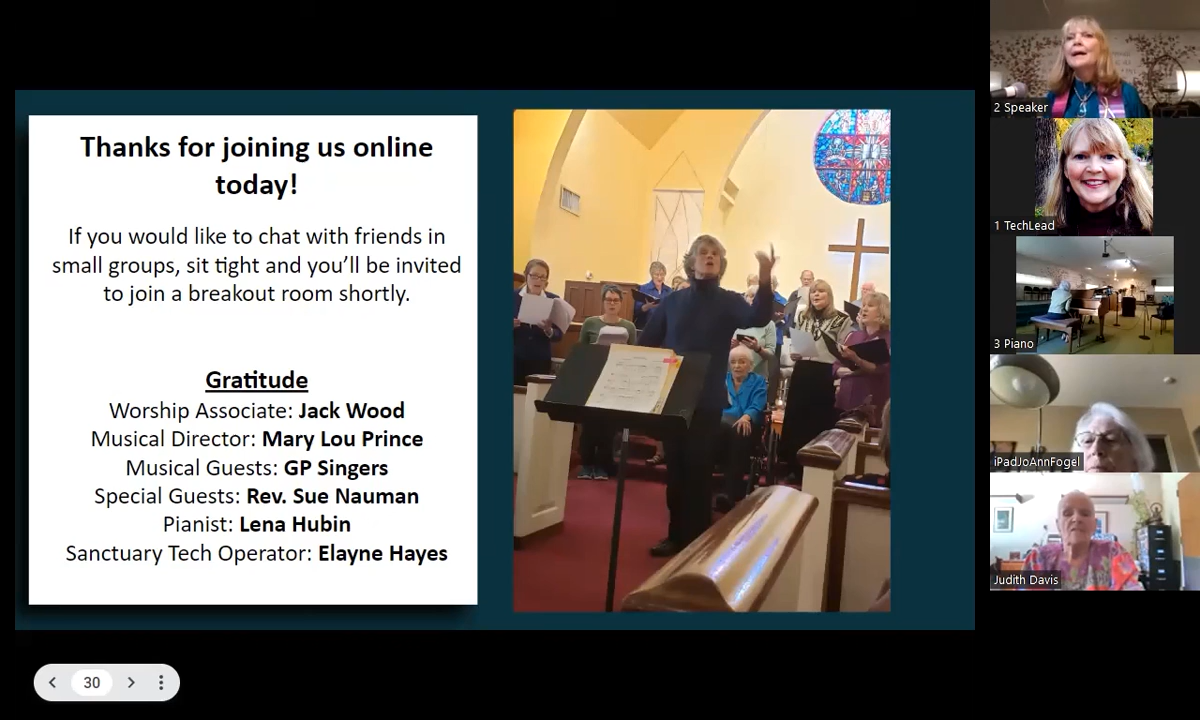 Thanks for joining us online
today!
If you would like to chat with friends in
small groups, sit tight and you'll be invited
to join a breakout room shortly.
Gratitude
Worship Associate: Jack Wood
Musical Director: Mary Lou Prince
Musical Guests: GP Singers
Special Guests: Rev. Sue Nauman
Pianist: Lena Hubin
Sanctuary Tech Operator: Elayne Hayes
30
2 Speaker
1 TechLead
3 Piano
iPadJoAnnFogel
Judith Davis